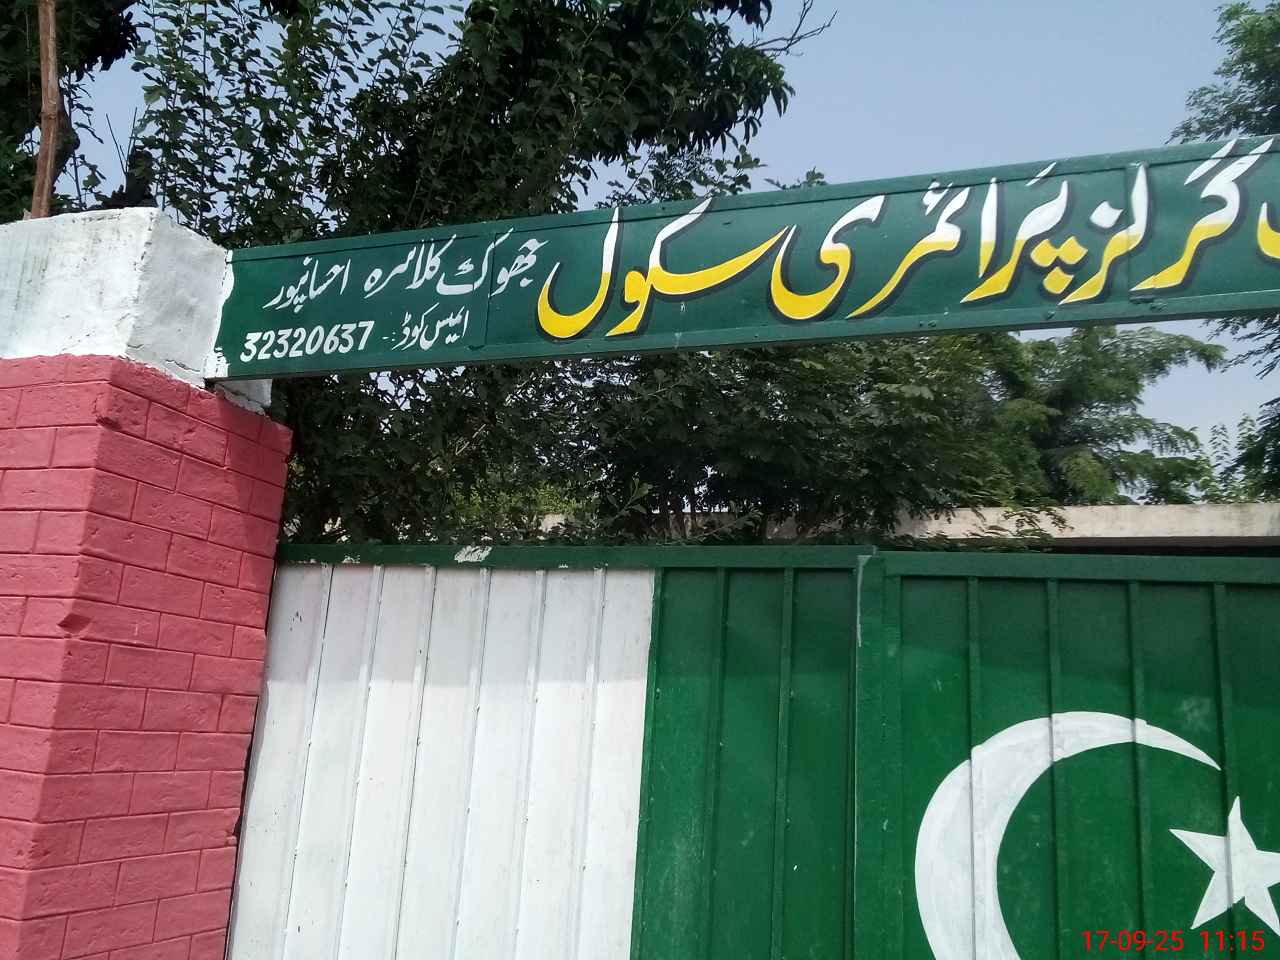 گرلز پرائمری سکول جھوک کلاسرہ احسانپور
ایمس کوڈ:- 32320637
17-09-25 11:15